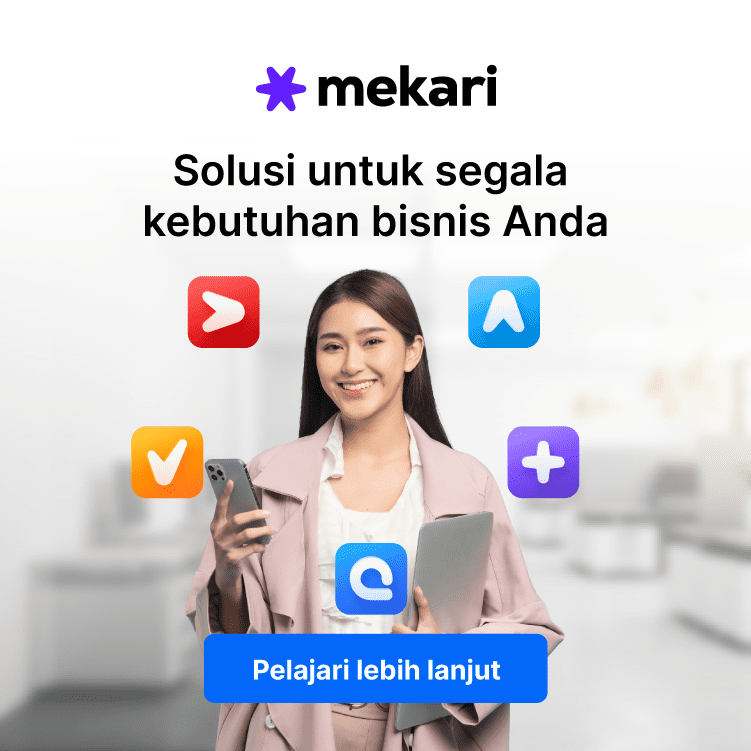 mekari
Solusi untuk segala
kebutuhan bisnis Anda
Pelajari lebih lanjut